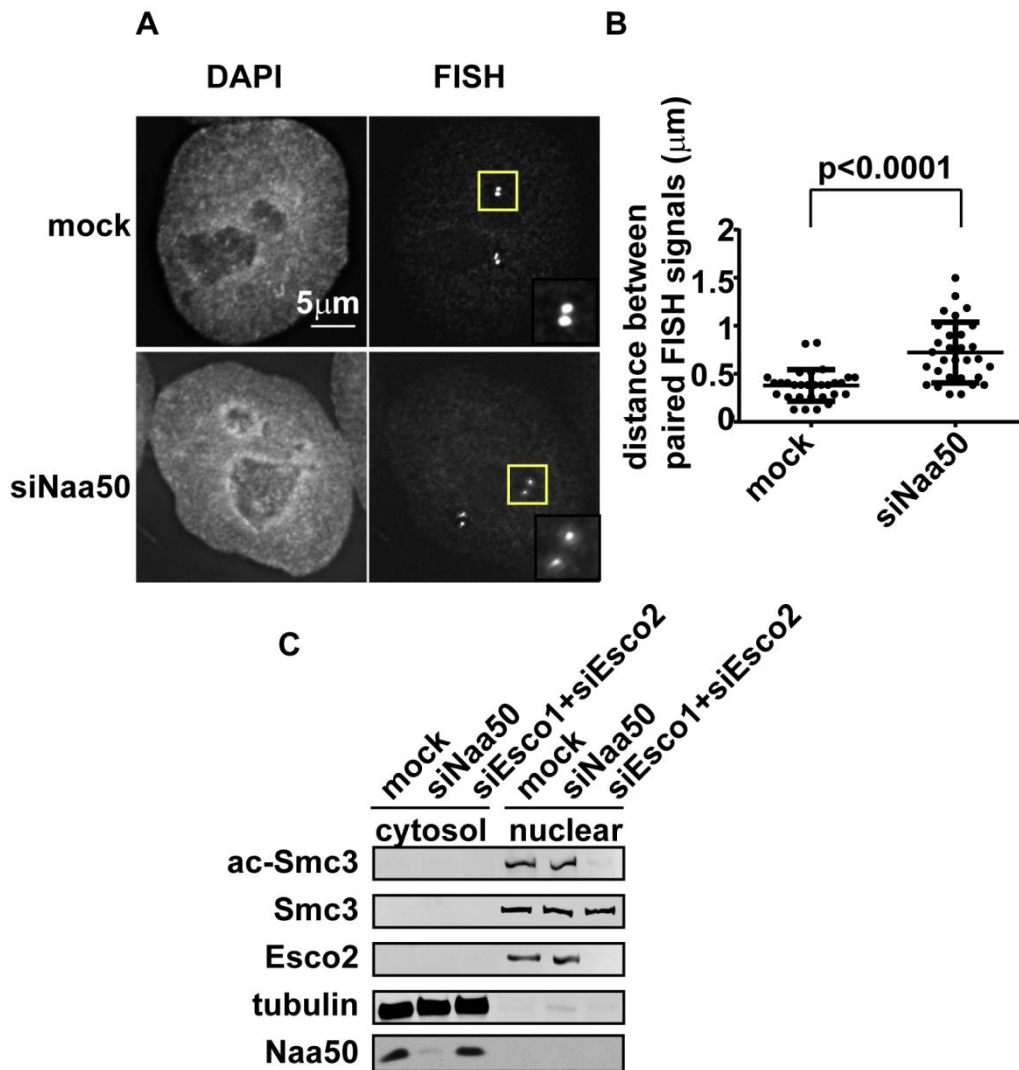 A
B
DAPI
FISH
mock
5μm
siNaa50
distance between
paired FISH signals (μm)
p<0.0001
2
1.5
1
0.5
0
mock
siNaa50
C
mock
siNaa50
siEsco1+siEsco2
mock
siNaa50
siEsco1+siEsco2
cytosol
nuclear
ac-Smc3
Smc3
Esco2
tubulin
Naa50